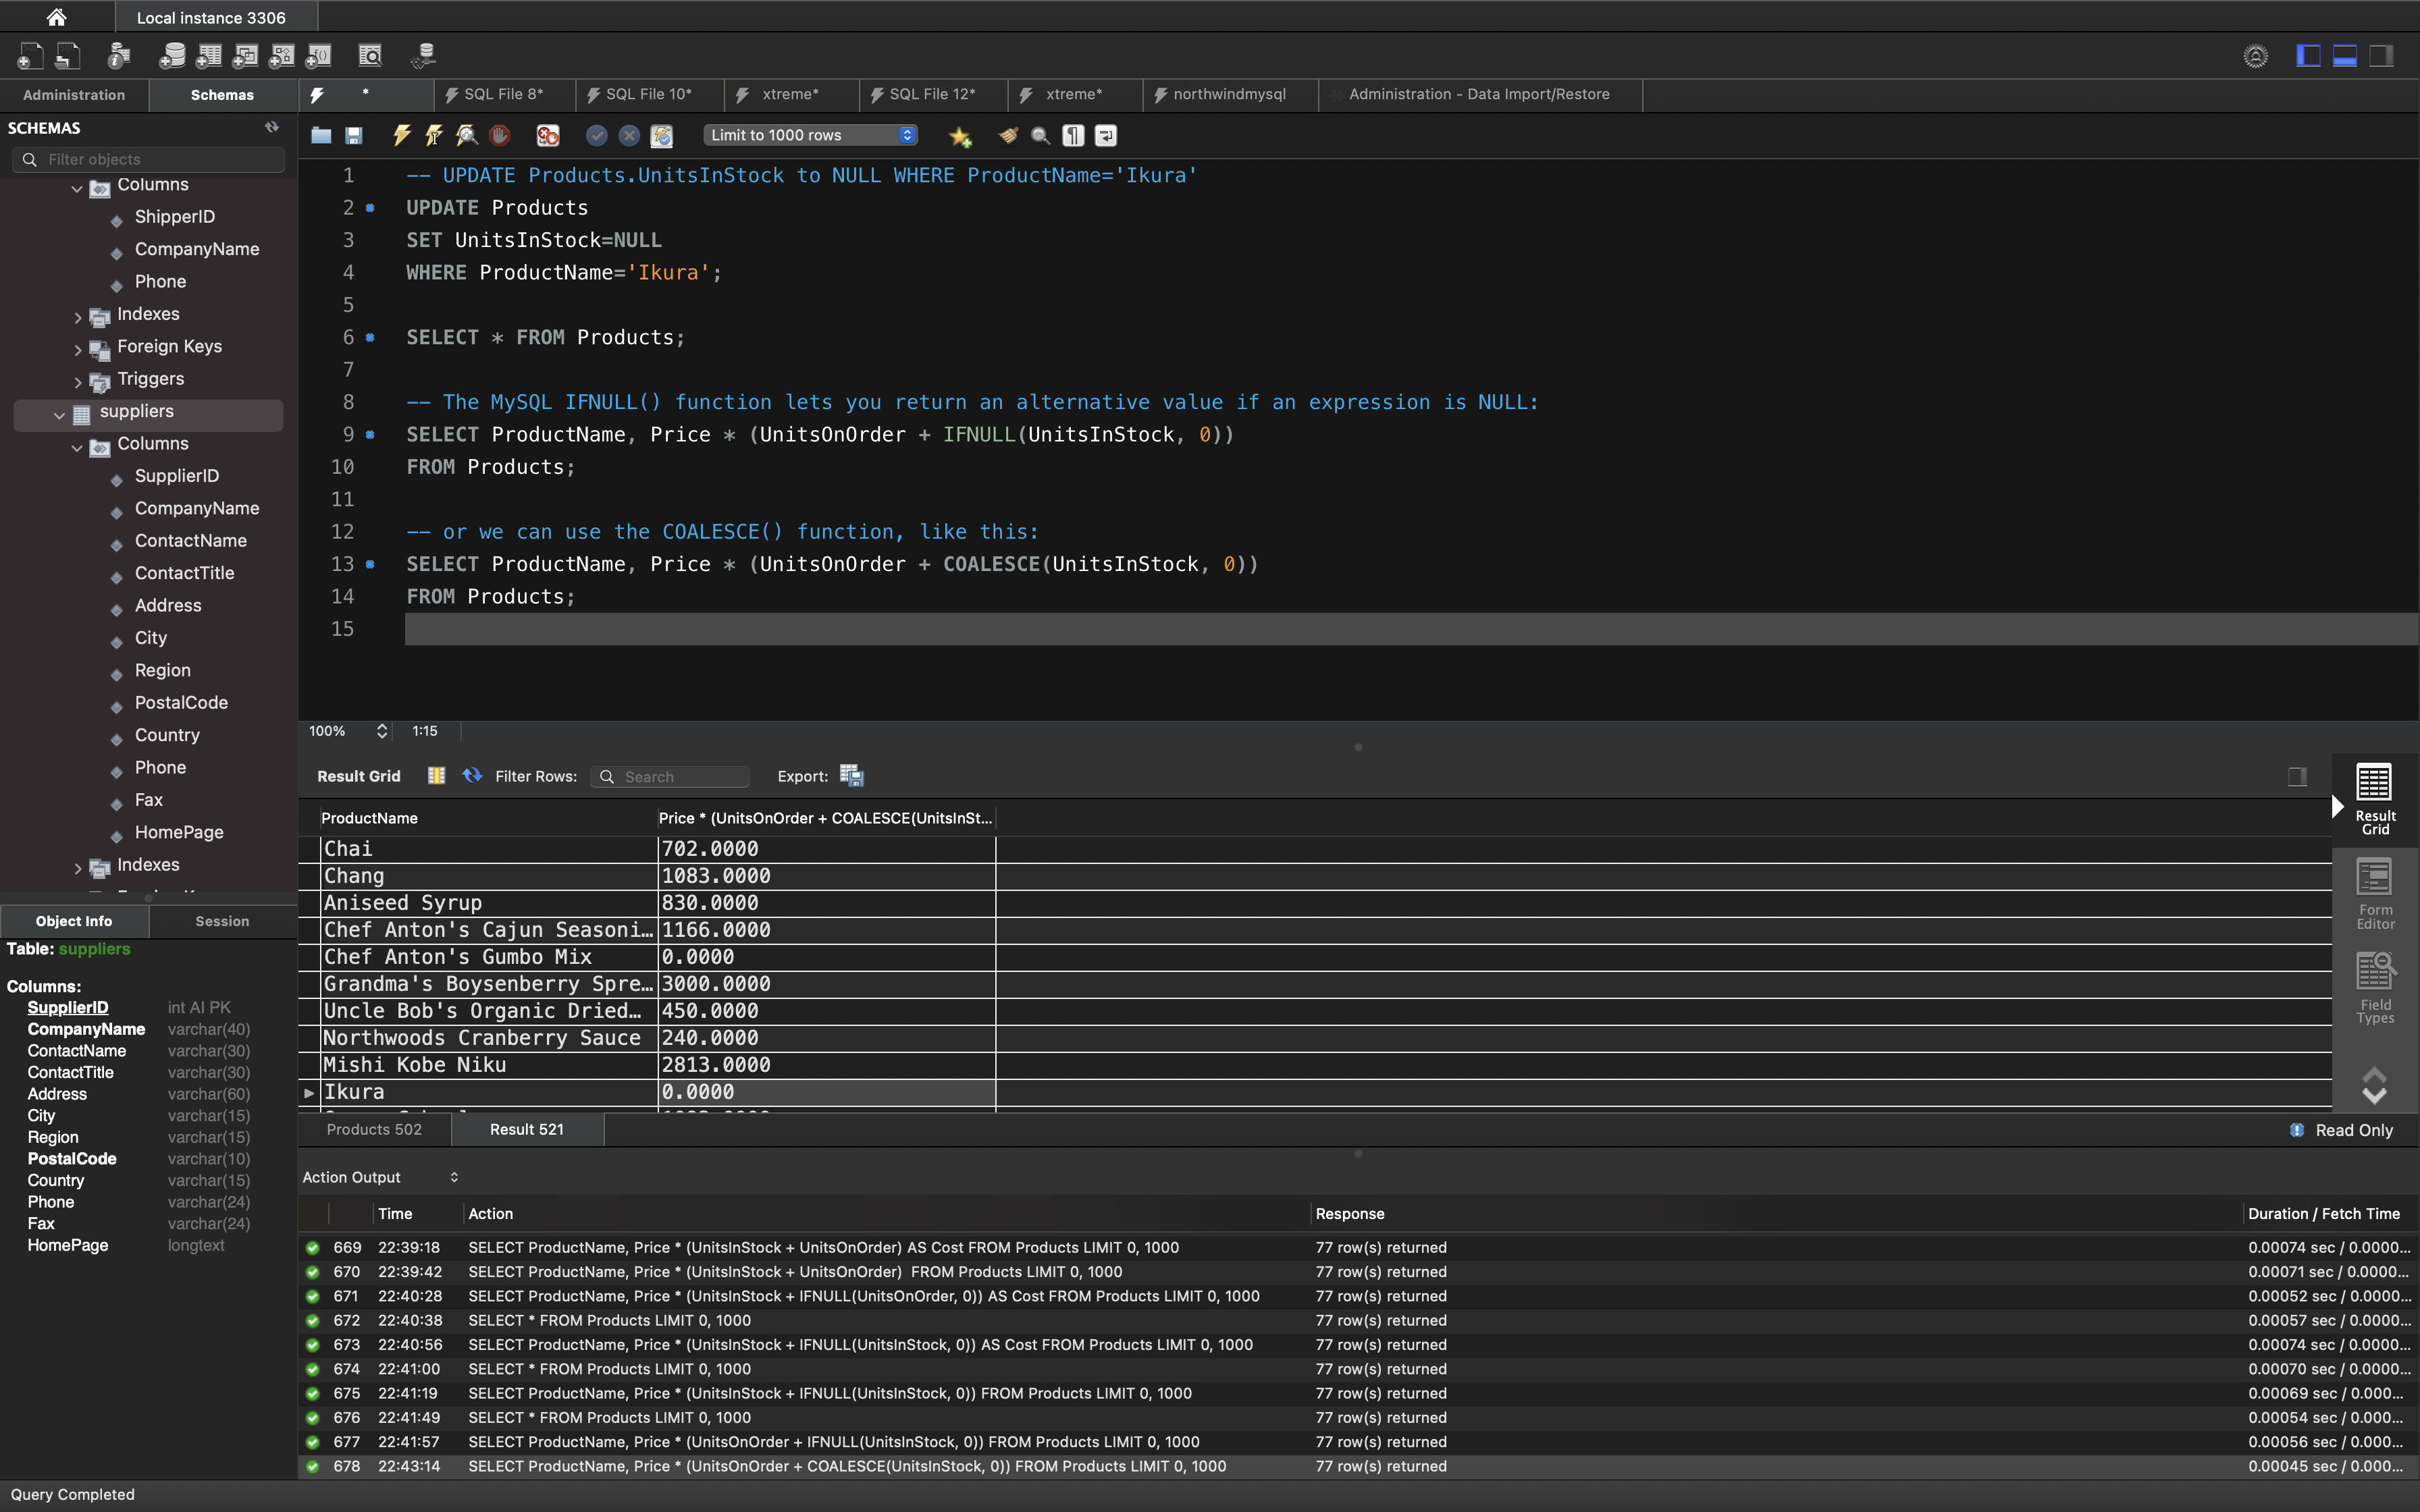 Local instance 3306
Administration
Schemas
*
SQL File 8*
SQL File 10*
xtreme*
SQL File 12*
xtreme*
northwindmysql
Administration - Data Import/Restore
SCHEMAS
Filter objects
Columns
ShipperID
CompanyName
Phone
Indexes
Foreign Keys
Triggers
suppliers
Columns
SupplierID
CompanyName
ContactName
ContactTitle
Address
City
Region
PostalCode
Country
Phone
Fax
HomePage
Indexes
Object Info
Session
Table: suppliers
Columns:
SupplierID int AI PK
CompanyName varchar(40)
ContactName varchar(30)
ContactTitle varchar(30)
Address varchar(60)
City varchar(15)
Region varchar(15)
PostalCode varchar(10)
Country varchar(15)
Phone varchar(24)
Fax varchar(24)
HomePage longtext
Limit to 1000 rows
1 -- UPDATE Products.UnitsInStock to NULL WHERE ProductName='Ikura'
2 UPDATE Products
3 SET UnitsInStock=NULL
4 WHERE ProductName='Ikura';
5
6 SELECT * FROM Products;
7
8 -- The MySQL IFNULL() function lets you return an alternative value if an expression is NULL:
9 SELECT ProductName, Price * (UnitsOnOrder + IFNULL(UnitsInStock, 0))
10 FROM Products;
11
12 -- or we can use the COALESCE() function, like this:
13 SELECT ProductName, Price * (UnitsOnOrder + COALESCE(UnitsInStock, 0))
14 FROM Products;
15
100% 1:15
Result Grid Filter Rows: Search Export:
ProductName Price * (UnitsOnOrder + COALESCE(UnitsInSt...
Chai 702.0000
Chang 1083.0000
Aniseed Syrup 830.0000
Chef Anton's Cajun Seasoni... 1166.0000
Chef Anton's Gumbo Mix 0.0000
Grandma's Boysenberry Spre... 3000.0000
Uncle Bob's Organic Dried... 450.0000
Northwoods Cranberry Sauce 240.0000
Mishi Kobe Niku 2813.0000
Ikura 0.0000
Result
Grid
Form
Editor
Field
Types
Products 502
Result 521
Read Only
Action Output
Time Action Response Duration / Fetch Time
669 22:39:18 SELECT ProductName, Price * (UnitsInStock + UnitsOnOrder) AS Cost FROM Products LIMIT 0, 1000 77 row(s) returned 0.00074 sec / 0.0000...
670 22:39:42 SELECT ProductName, Price * (UnitsInStock + UnitsOnOrder) FROM Products LIMIT 0, 1000 77 row(s) returned 0.00071 sec / 0.0000...
671 22:40:28 SELECT ProductName, Price * (UnitsInStock + IFNULL(UnitsOnOrder, 0)) AS Cost FROM Products LIMIT 0, 1000 77 row(s) returned 0.00052 sec / 0.0000...
672 22:40:38 SELECT * FROM Products LIMIT 0, 1000 77 row(s) returned 0.00057 sec / 0.0000...
673 22:40:56 SELECT ProductName, Price * (UnitsInStock + IFNULL(UnitsInStock, 0)) AS Cost FROM Products LIMIT 0, 1000 77 row(s) returned 0.00074 sec / 0.0000...
674 22:41:00 SELECT * FROM Products LIMIT 0, 1000 77 row(s) returned 0.00070 sec / 0.0000...
675 22:41:19 SELECT ProductName, Price * (UnitsInStock + IFNULL(UnitsInStock, 0)) FROM Products LIMIT 0, 1000 77 row(s) returned 0.00069 sec / 0.000...
676 22:41:49 SELECT * FROM Products LIMIT 0, 1000 77 row(s) returned 0.00054 sec / 0.000...
677 22:41:57 SELECT ProductName, Price * (UnitsOnOrder + IFNULL(UnitsInStock, 0)) FROM Products LIMIT 0, 1000 77 row(s) returned 0.00056 sec / 0.000...
678 22:43:14 SELECT ProductName, Price * (UnitsOnOrder + COALESCE(UnitsInStock, 0)) FROM Products LIMIT 0, 1000 77 row(s) returned 0.00045 sec / 0.000...
Query Completed